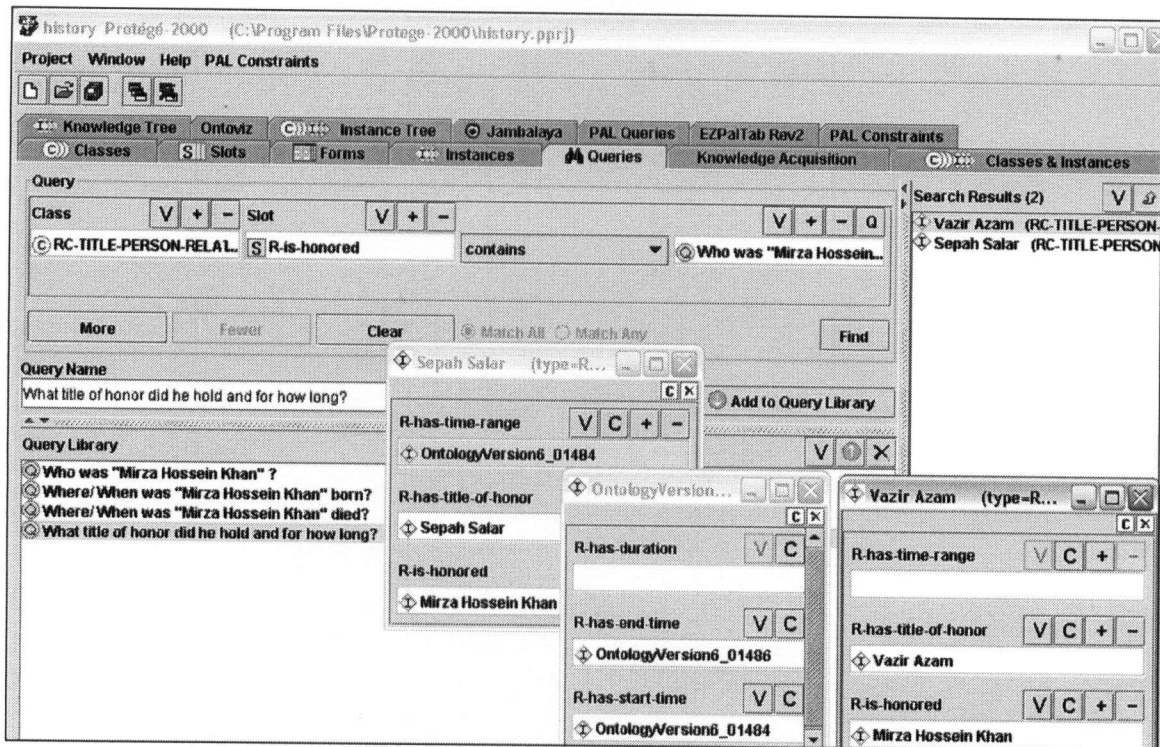 history Protégé-2000 (C:\Program Files\Protege-2000\history.pprj)
Project Window Help PAL Constraints
Knowledge Tree Ontoviz Instance Tree Jambalaya PAL Queries EZPalTab Rev2 PAL Constraints
Classes Slots Forms Instances Queries Knowledge Acquisition Classes & Instances
Query
Class V + - Slot V + - V + - Q
RC-TITLE-PERSON-RELAT... R-is-honored contains Who was "Mirza Hossein...
More Fewer Clear Match All Match Any Find
Query Name
What title of honor did he hold and for how long?
Add to Query Library
Query Library
Who was "Mirza Hossein Khan" ?
Where/ When was "Mirza Hossein Khan" born?
Where/ When was "Mirza Hossein Khan" died?
What title of honor did he hold and for how long?
Search Results (2) V
Vazir Azam (RC-TITLE-PERSON-
Sepah Salar (RC-TITLE-PERSON
Sepah Salar (type=R...
C X
R-has-time-range V C + -
OntologyVersion6_01484
R-has-title-of-honor
Sepah Salar
R-is-honored
Mirza Hossein Khan
V X
OntologyVersion...
C X
R-has-duration V C
R-has-end-time V C
OntologyVersion6_01486
R-has-start-time V C
OntologyVersion6_01484
Vazir Azam (type=R...
C X
R-has-time-range V C + -
R-has-title-of-honor V C + -
Vazir Azam
R-is-honored V C + -
Mirza Hossein Khan